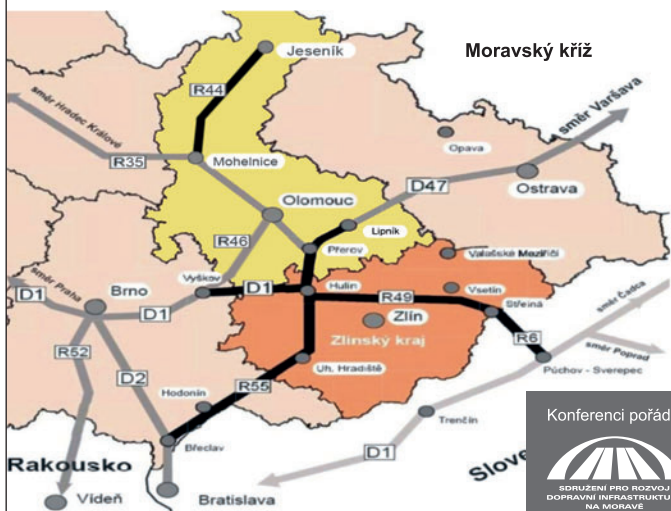 Moravský kříž
Jeseník
R44
směr Hradec Králové
R35
Mohelnice
směr Varšava
Opava
Ostrava
D47
Olomouc
R46
Lipník
Přerov
Valašské Meziříčí
Vyškov
D1
Hulín
R49
Vsetín
Střelná
směr Praha
D1
Brno
D1
Zlín
Zlínský kraj
směr Čadca
R6
směr Poprad
R52
D2
Hodonín
R55
Uh. Hradiště
Púchov - Sverepec
Břeclav
Trenčín
D1
Rakousko
Vídeň
Bratislava
Konferenci pořád
SDRUŽENÍ PRO ROZVOJ
DOPRAVNÍ INFRASTRUKTU
NA MORAVĚ